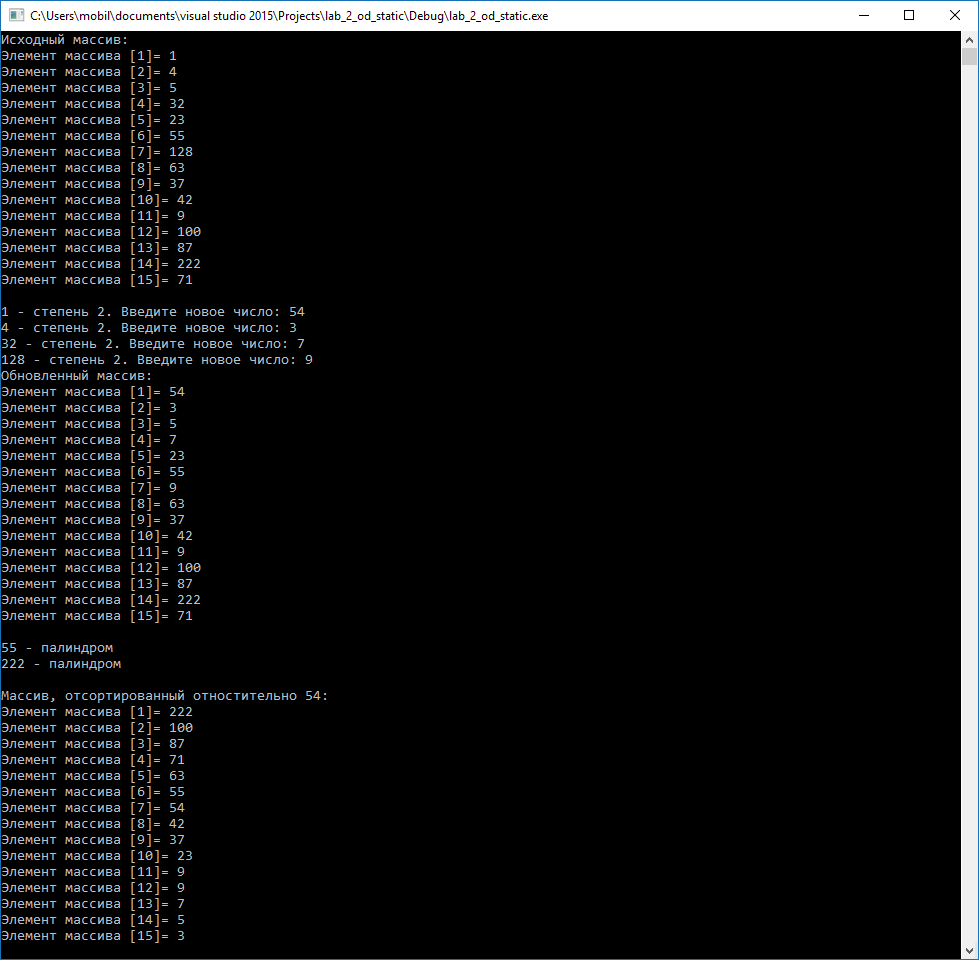 C:\Users\mobil\documents\visual studio 2015\Projects\lab_2_od_static\Debug\lab_2_od_static.exe
Исходный массив:
Элемент массива [1]= 1
Элемент массива [2]= 4
Элемент массива [3]= 5
Элемент массива [4]= 32
Элемент массива [5]= 23
Элемент массива [6]= 55
Элемент массива [7]= 128
Элемент массива [8]= 63
Элемент массива [9]= 37
Элемент массива [10]= 42
Элемент массива [11]= 9
Элемент массива [12]= 100
Элемент массива [13]= 87
Элемент массива [14]= 222
Элемент массива [15]= 71
1 - степень 2. Введите новое число: 54
4 - степень 2. Введите новое число: 3
32 - степень 2. Введите новое число: 7
128 - степень 2. Введите новое число: 9
Обновленный массив:
Элемент массива [1]= 54
Элемент массива [2]= 3
Элемент массива [3]= 5
Элемент массива [4]= 7
Элемент массива [5]= 23
Элемент массива [6]= 55
Элемент массива [7]= 9
Элемент массива [8]= 63
Элемент массива [9]= 37
Элемент массива [10]= 42
Элемент массива [11]= 9
Элемент массива [12]= 100
Элемент массива [13]= 87
Элемент массива [14]= 222
Элемент массива [15]= 71
55 - палиндром
222 - палиндром
Массив, отсортированный отностительно 54:
Элемент массива [1]= 222
Элемент массива [2]= 100
Элемент массива [3]= 87
Элемент массива [4]= 71
Элемент массива [5]= 63
Элемент массива [6]= 55
Элемент массива [7]= 54
Элемент массива [8]= 42
Элемент массива [9]= 37
Элемент массива [10]= 23
Элемент массива [11]= 9
Элемент массива [12]= 9
Элемент массива [13]= 7
Элемент массива [14]= 5
Элемент массива [15]= 3